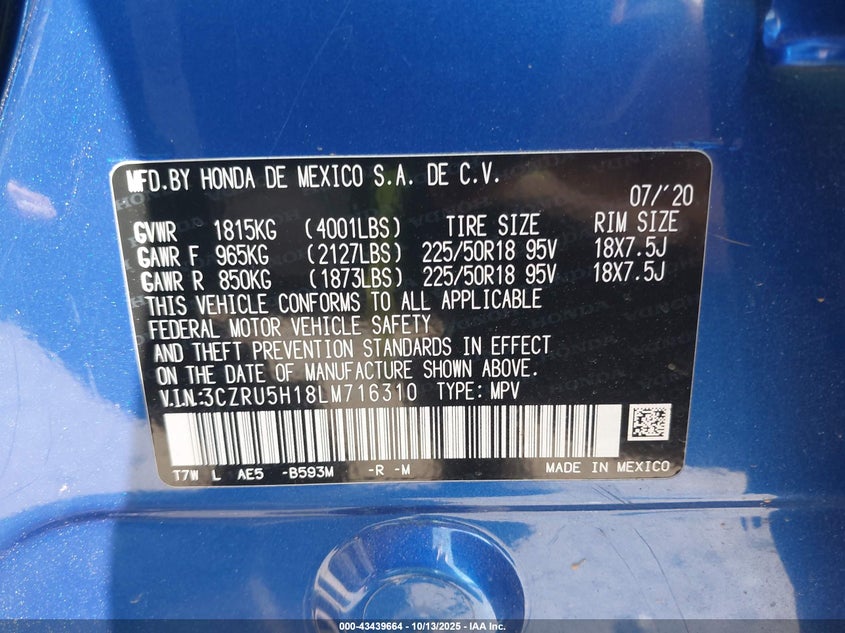 MFD.BY HONDA DE MEXICO S.A. DE C.V.
07/'20
GVWR 1815KG (4001LBS) TIRE SIZE RIM SIZE
GAWR F 965KG (2127LBS) 225/50R18 95V 18X7.5J
GAWR R 850KG (1873LBS) 225/50R18 95V 18X7.5J
THIS VEHICLE CONFORMS TO ALL APPLICABLE
FEDERAL MOTOR VEHICLE SAFETY
AND THEFT PREVENTION STANDARDS IN EFFECT
ON THE DATE OF MANUFACTURE SHOWN ABOVE.
V.I.N.:3CZRU5H18LM716310 TYPE: MPV
T7W L AE5 -B593M -R -M MADE IN MEXICO
000-43439664 - 10/13/2025 - IAA Inc.